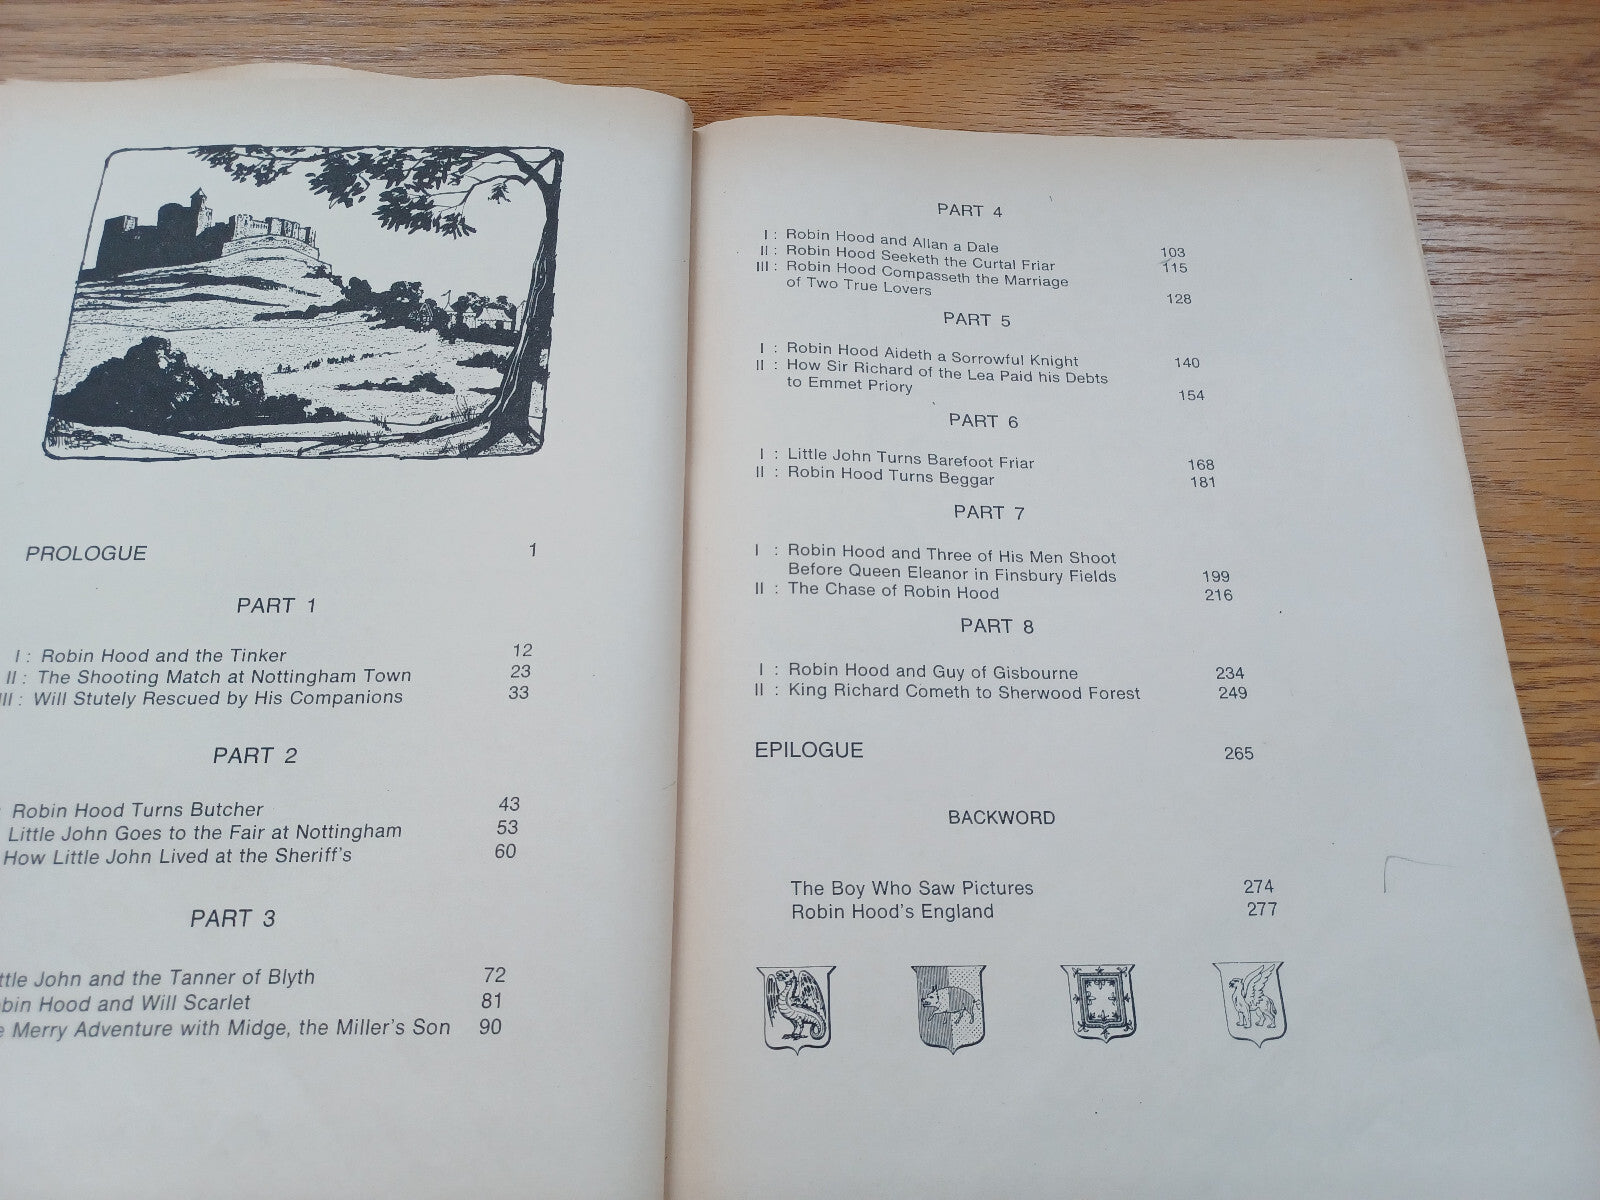 PROLOGUE 1
PART 1
I : Robin Hood and the Tinker 12
II : The Shooting Match at Nottingham Town 23
III : Will Stutely Rescued by His Companions 33
PART 2
: Robin Hood Turns Butcher 43
Little John Goes to the Fair at Nottingham 53
How Little John Lived at the Sheriff's 60
PART 3
ttle John and the Tanner of Blyth 72
bin Hood and Will Scarlet 81
e Merry Adventure with Midge, the Miller's Son 90
PART 4
I : Robin Hood and Allan a Dale 103
II : Robin Hood Seeketh the Curtal Friar 115
III : Robin Hood Compasseth the Marriage
of Two True Lovers 128
PART 5
I : Robin Hood Aideth a Sorrowful Knight 140
II : How Sir Richard of the Lea Paid his Debts
to Emmet Priory 154
PART 6
I : Little John Turns Barefoot Friar 168
II : Robin Hood Turns Beggar 181
PART 7
I : Robin Hood and Three of His Men Shoot
Before Queen Eleanor in Finsbury Fields 199
II : The Chase of Robin Hood 216
PART 8
I : Robin Hood and Guy of Gisbourne 234
II : King Richard Cometh to Sherwood Forest 249
EPILOGUE 265
BACKWORD
The Boy Who Saw Pictures 274
Robin Hood's England 277